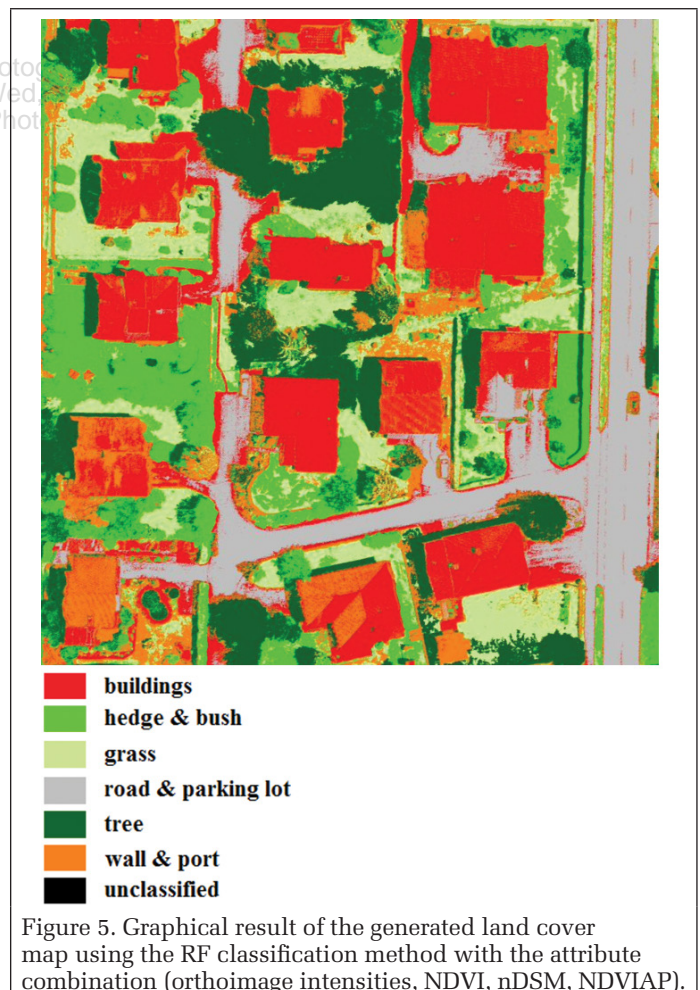 buildings
hedge & bush
grass
road & parking lot
tree
wall & port
unclassified
Figure 5. Graphical result of the generated land cover
map using the RF classification method with the attribute
combination (orthoimage intensities, NDVI, nDSM, NDVIAP).